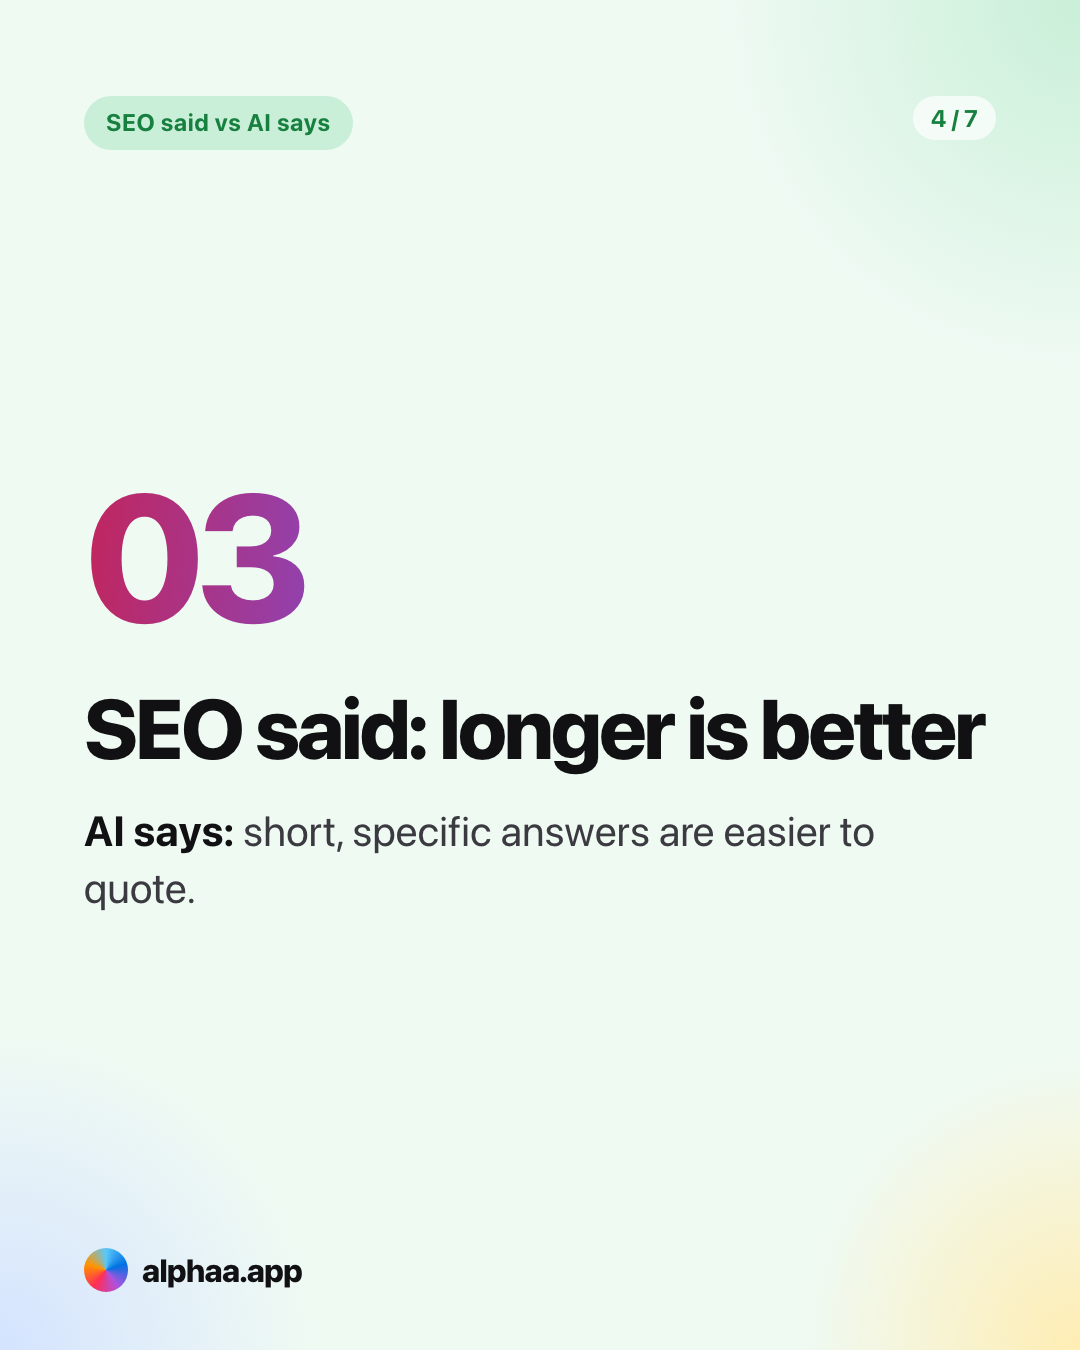 SEO said vs AI says
4 / 7
03
SEO said: longer is better
AI says: short, specific answers are easier to
quote.
alphaa.app